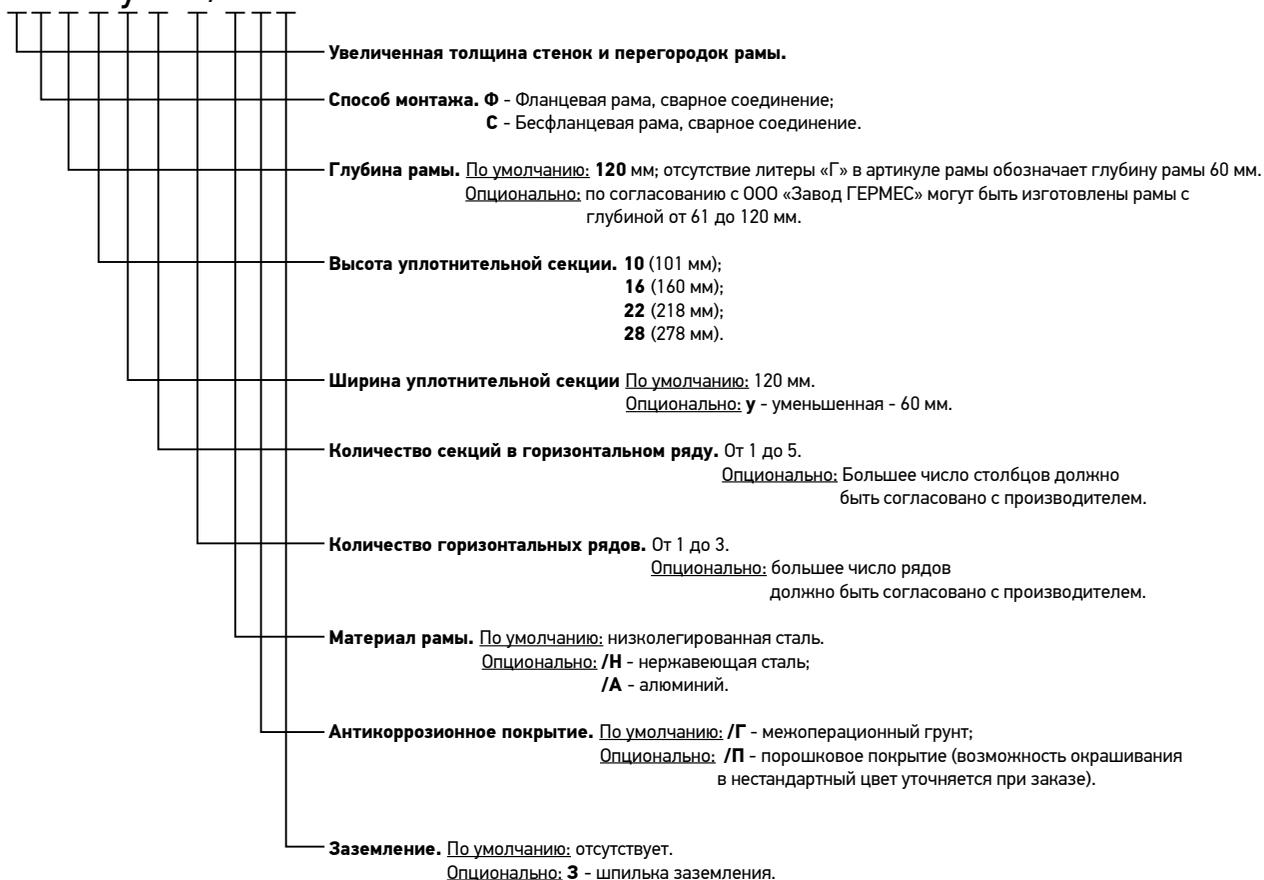 Увеличенная толщина стенок и перегородок рамы.
Способ монтажа. Ф - Фланцевая рама, сварное соединение;
С - Бесфланцевая рама, сварное соединение.
Глубина рамы. По умолчанию: 120 мм; отсутствие литеры «Г» в артикуле рамы обозначает глубину рамы 60 мм.
Опционально: по согласованию с ООО «Завод ГЕРМЕС» могут быть изготовлены рамы с
глубиной от 61 до 120 мм.
Высота уплотнительной секции. 10 (101 мм);
16 (160 мм);
22 (218 мм);
28 (278 мм).
Ширина уплотнительной секции По умолчанию: 120 мм.
Опционально: у - уменьшенная - 60 мм.
Количество секций в горизонтальном ряду. От 1 до 5.
Опционально: Большее число столбцов должно
быть согласовано с производителем.
Количество горизонтальных рядов. От 1 до 3.
Опционально: большее число рядов
должно быть согласовано с производителем.
Материал рамы. По умолчанию: низколегированная сталь.
Опционально: /Н - нержавеющая сталь;
/А - алюминий.
Антикоррозионное покрытие. По умолчанию: /Г - межоперационный грунт;
Опционально: /П - порошковое покрытие (возможность окрашивания
в нестандартный цвет уточняется при заказе).
Заземление. По умолчанию: отсутствует.
Опционально: З - шпилька заземления.